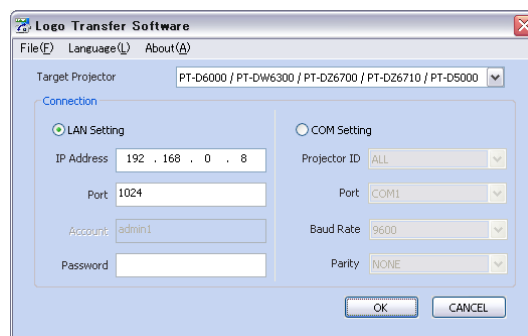 Logo Transfer Software
File(F) Language(L) About(A)
Target Projector PT-D6000 / PT-DW6300 / PT-DZ6700 / PT-DZ6710 / PT-D5000
Connection
LAN Setting COM Setting
IP Address 192 . 168 . 0 . 8 Projector ID ALL
Port 1024 Port COM1
Account admin1 Baud Rate 9600
Password Parity NONE
OK CANCEL